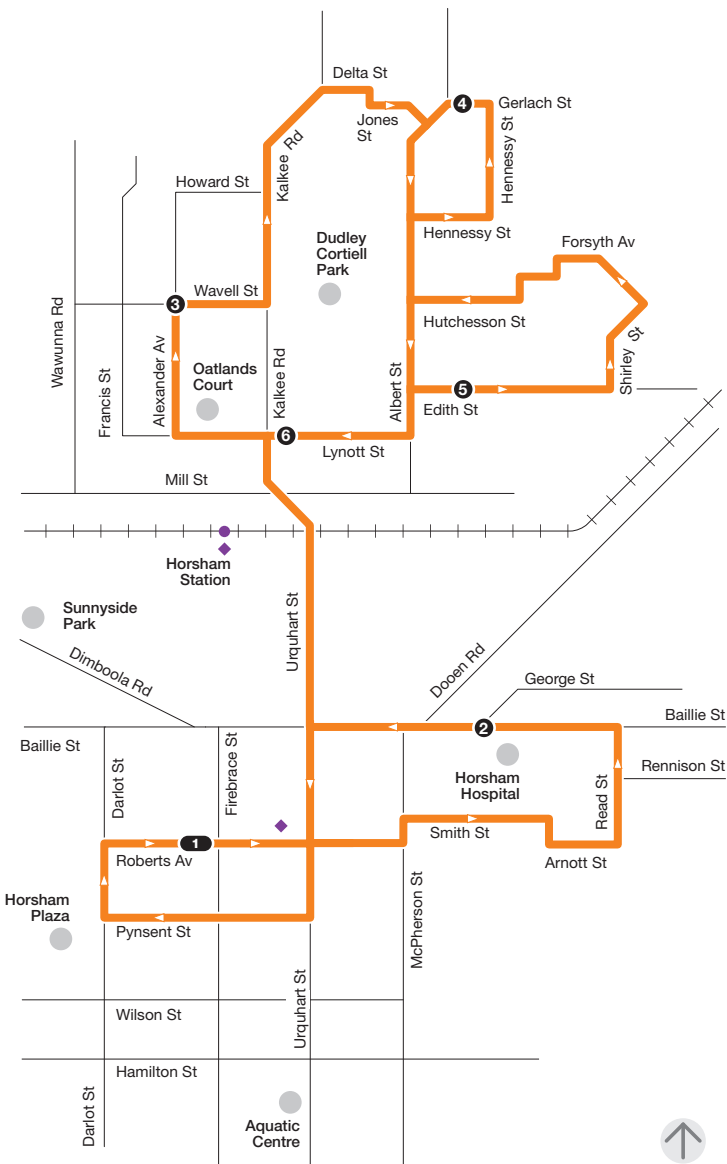 Delta St
4
Gerlach St
Jones
St
Hennessy St
Kalkee Rd
Howard St
Hennessy St
Dudley
Cortiell
Park
Forsyth Av
Wavell St
3
Hutchesson St
Wawunna Rd
Francis St
Alexander Av
Oatlands
Court
Kalkee Rd
Albert St
5
Edith St
Shirley St
6
Lynott St
Mill St
Horsham
Station
Sunnyside
Park
Urquhart St
Dimboola Rd
Dooen Rd
George St
Baillie St
2
Baillie St
Darlot St
Firebrace St
Horsham
Hospital
Read St
Rennison St
1
Roberts Av
Smith St
Arnott St
Horsham
Plaza
Pynsent St
McPherson St
Urquhart St
Wilson St
Hamilton St
Darlot St
Aquatic
Centre